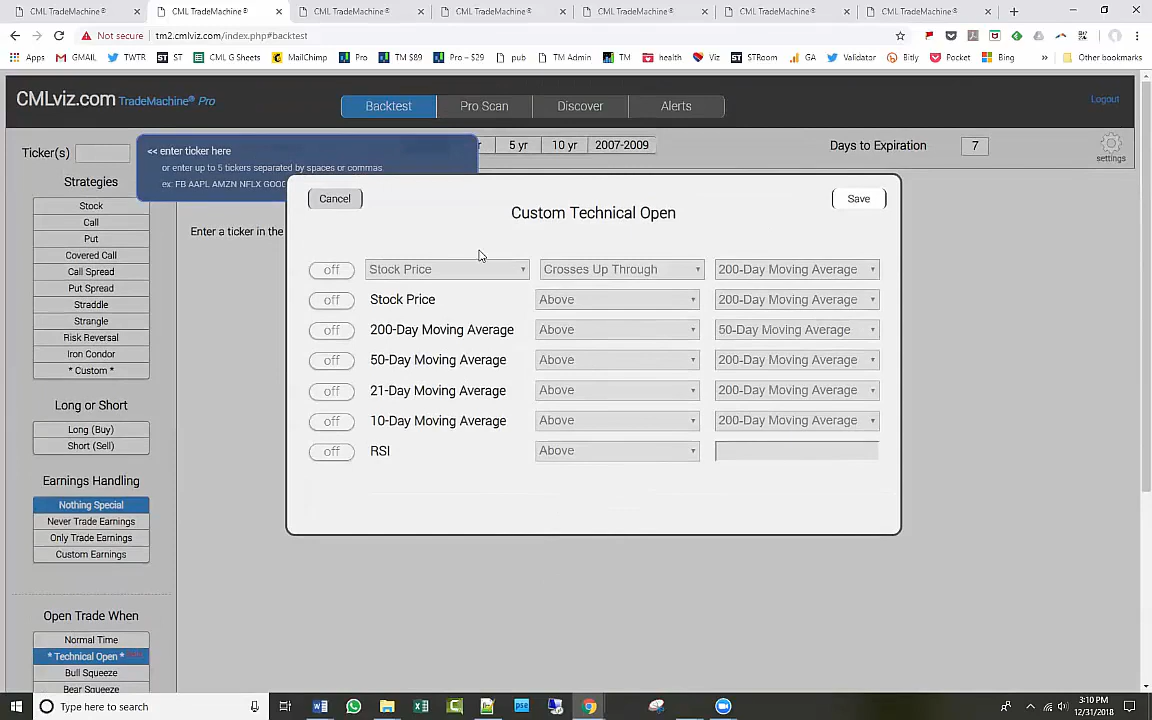 CML TradeMachine®
CML TradeMachine®
CML TradeMachine®
CML TradeMachine®
CML TradeMachine®
CML TradeMachine®
CML TradeMachine®
Not secure
tm2.cmlviz.com/index.php#backtest
Apps
GMAIL
TWTR
ST
ST
CML G Sheets
MailChimp
Pro
TM $89
Pro – $29
pub
TM Admin
TM
health
VIX
STRoom
GA
Validator
Bitly
Pocket
Bing
»
Other bookmarks
CMLviz.com TradeMachine® Pro
Backtest
Pro Scan
Discover
Alerts
Logout
Ticker(s)
<< enter ticker here
or enter up to 5 tickers separated by spaces or commas
ex: FB AAPL AMZN NFLX GOO
5 yr
10 yr
2007-2009
Days to Expiration
7
settings
Strategies
Stock
Call
Put
Covered Call
Call Spread
Put Spread
Straddle
Strangle
Risk Reversal
Iron Condor
* Custom *
Long or Short
Long (Buy)
Short (Sell)
Earnings Handling
Nothing Special
Never Trade Earnings
Only Trade Earnings
Custom Earnings
Open Trade When
Normal Time
* Technical Open *
Bull Squeeze
Bear Squeeze
Enter a ticker in the
Cancel
Save
Custom Technical Open
off Stock Price Crosses Up Through 200-Day Moving Average
off Stock Price Above 200-Day Moving Average
off 200-Day Moving Average Above 50-Day Moving Average
off 50-Day Moving Average Above 200-Day Moving Average
off 21-Day Moving Average Above 200-Day Moving Average
off 10-Day Moving Average Above 200-Day Moving Average
off RSI Above
Type here to search
3:10 PM
12/31/2018